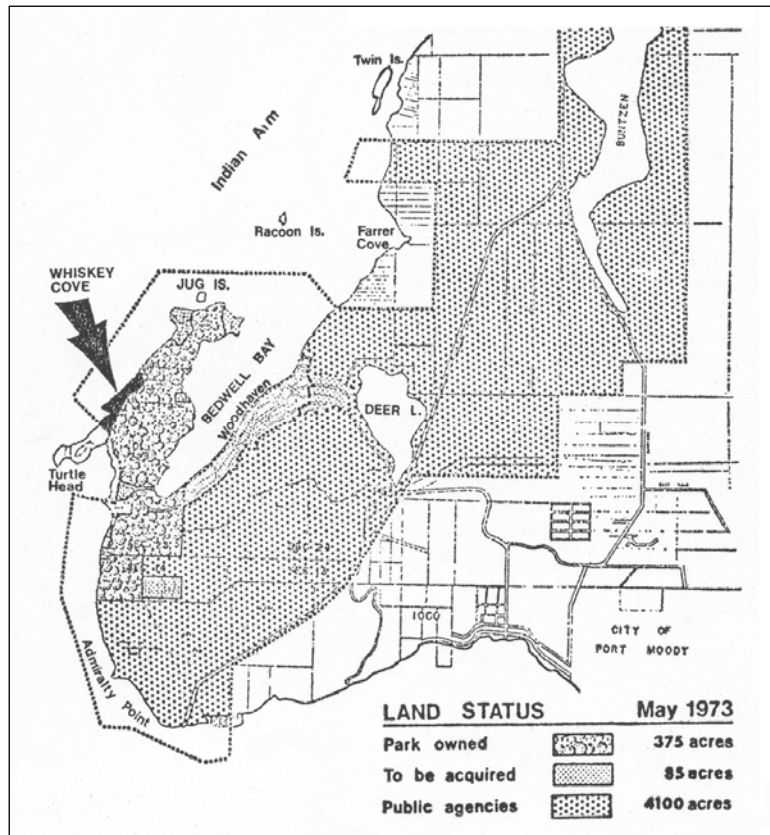 Twin Is.
Indian Arm
BUNTZEN
Racoon Is.
Farrer
Cove
WHISKEY
COVE
JUG IS.
BEDWELL BAY
Woodhaven
DEER L.
Turtle
Head
Admiralty Point
1000
CITY OF
PORT MOODY
LAND STATUS May 1973
Park owned 375 acres
To be acquired 85 acres
Public agencies 4100 acres